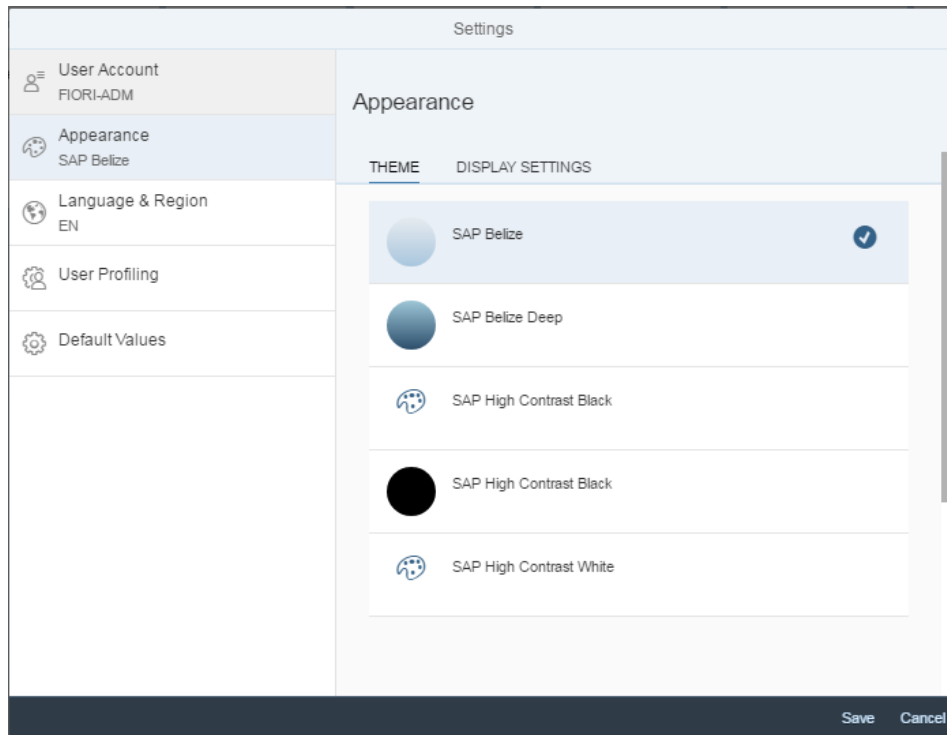 Settings
User Account
FIORI-ADM
Appearance
SAP Belize
Language & Region
EN
User Profiling
Default Values
Appearance
THEME
DISPLAY SETTINGS
SAP Belize
SAP Belize Deep
SAP High Contrast Black
SAP High Contrast Black
SAP High Contrast White
Save
Cancel